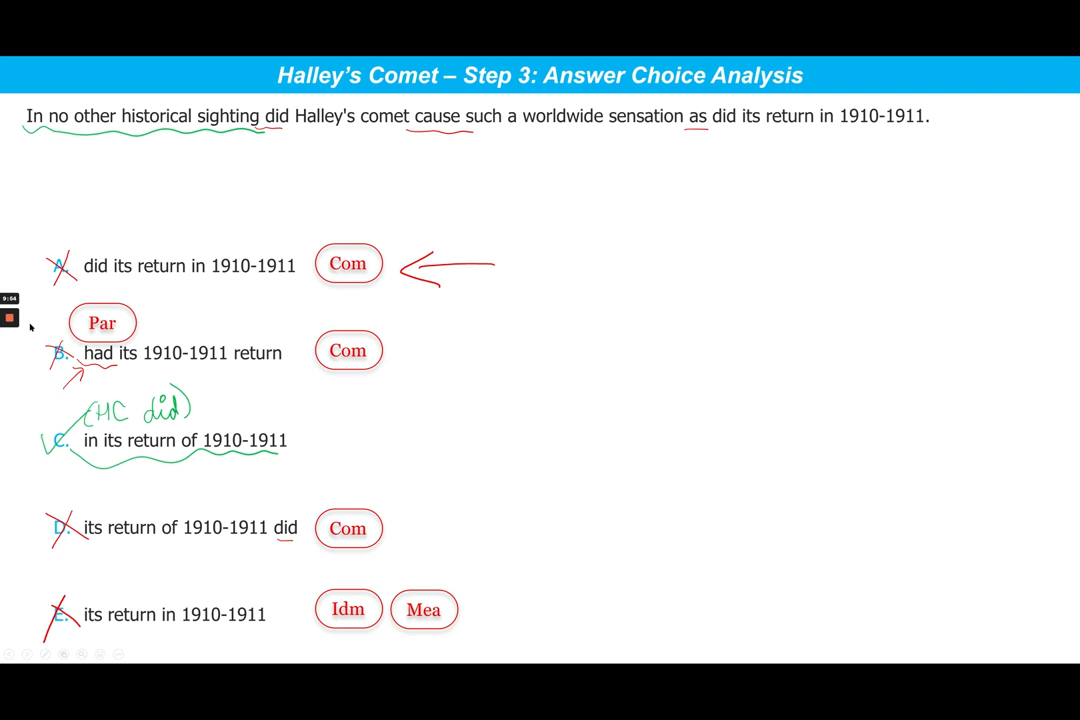 Halley's Comet – Step 3: Answer Choice Analysis
In no other historical sighting did Halley's comet cause such a worldwide sensation as did its return in 1910-1911.
A. did its return in 1910-1911 Com
9:54
Par
B. had its 1910-1911 return Com
(HC did)
C. in its return of 1910-1911
D. its return of 1910-1911 did Com
E. its return in 1910-1911 Idm Mea